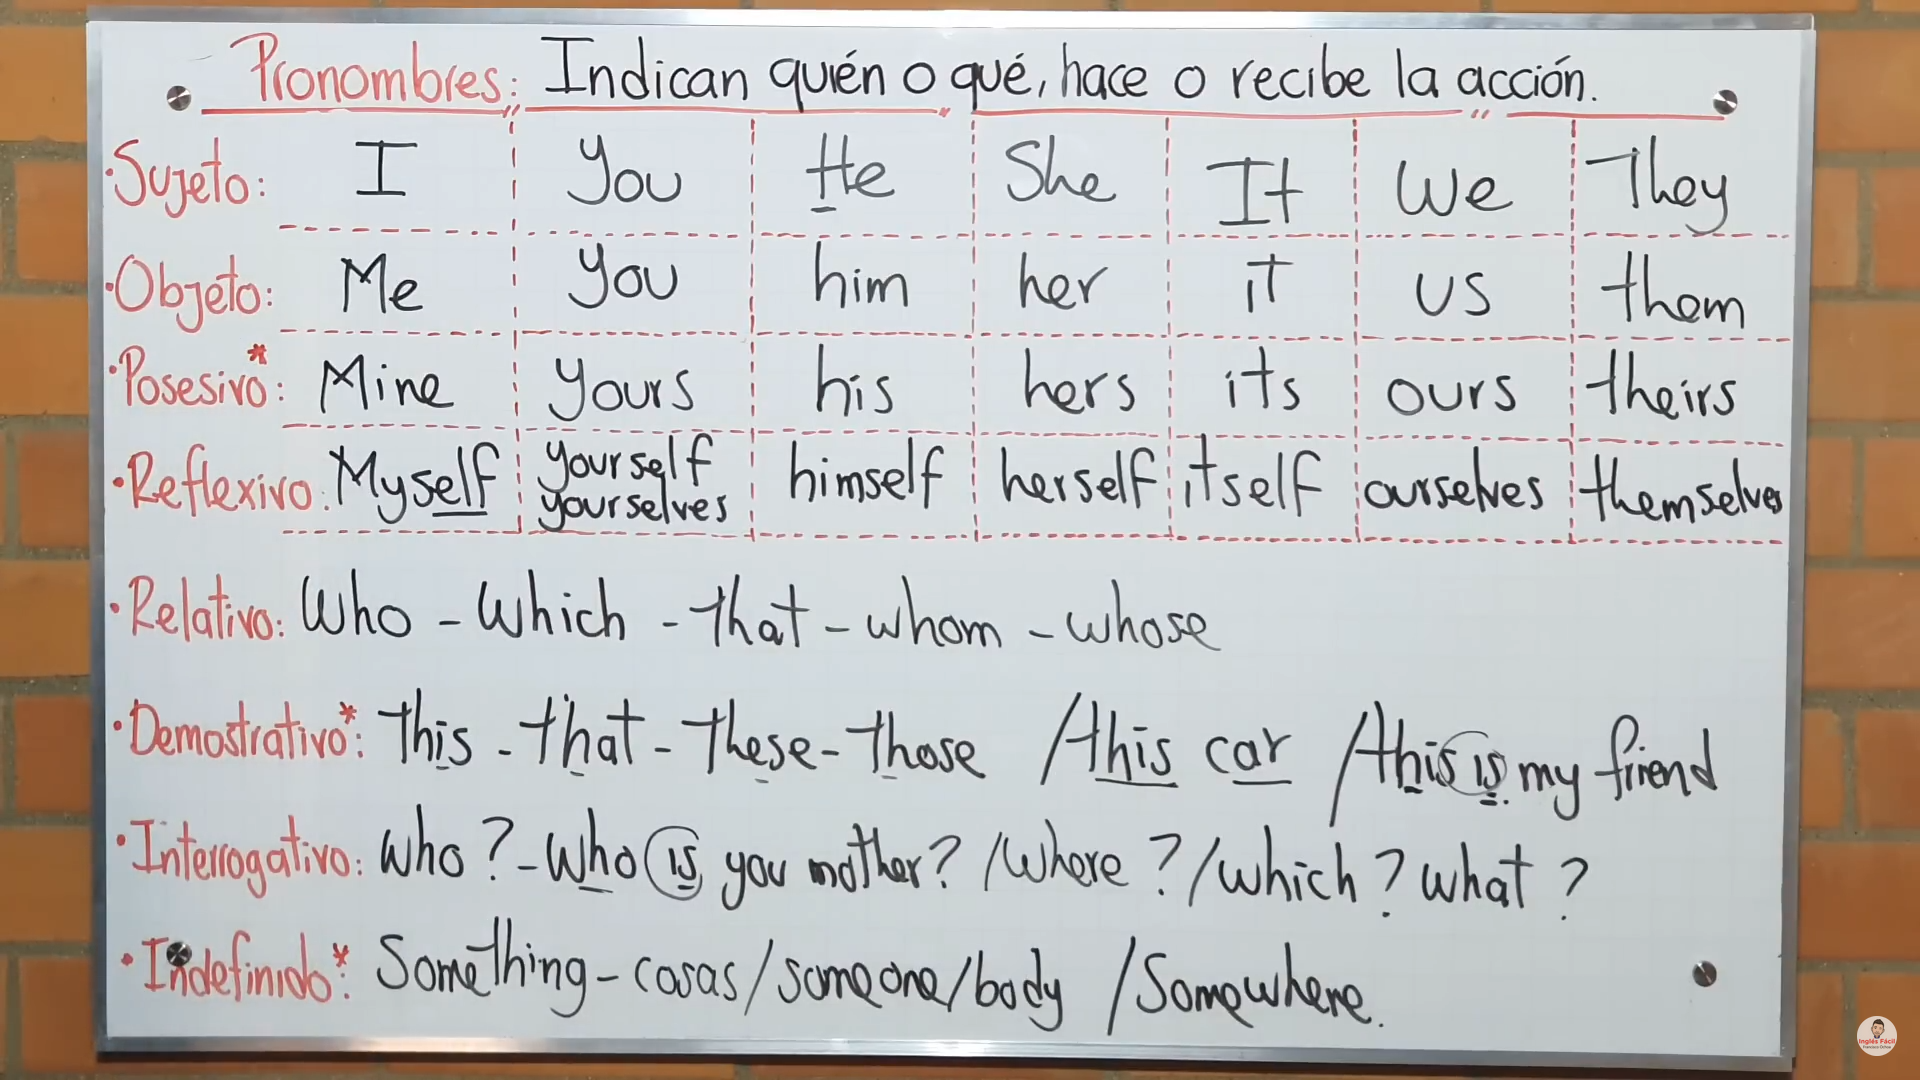 Pronombres: Indican quién o qué, hace o recibe la acción.
·Sujeto: I You He She It We They
·Objeto: Me you him her it us them
·Posesivo*: Mine yours his hers its ours theirs
·Reflexivo: Myself yourself yourselves himself herself itself ourselves themselves
·Relativo: Who - Which - that - whom - whose
·Demostrativo*: this - that - these - those /this car /this is my friend
·Interrogativo: who? - who is you mother? /where? /which? what?
·Indefinido*: Something - cosas /someone/body /Somewhere.
Inglés Fácil